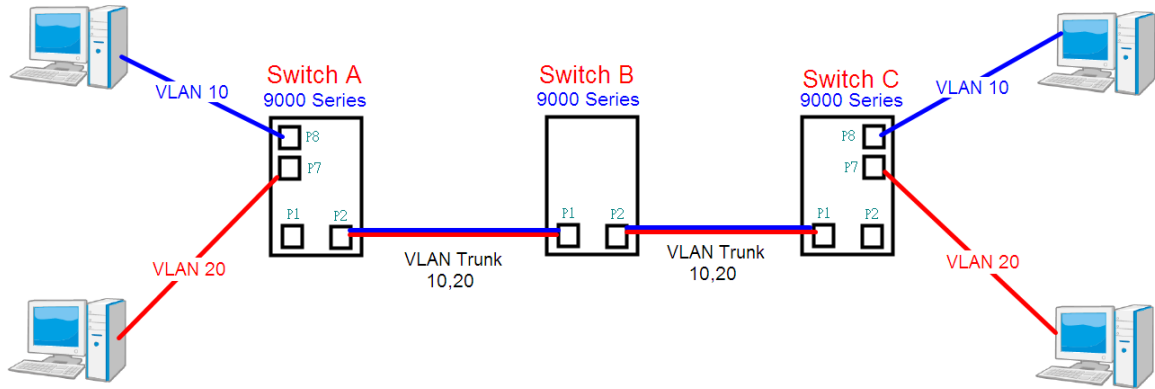 Switch A
9000 Series
Switch B
9000 Series
Switch C
9000 Series
VLAN 10
VLAN 10
P8
P7
P1
P2
P1
P2
P8
P7
P1
P2
VLAN Trunk
10,20
VLAN Trunk
10,20
VLAN 20
VLAN 20